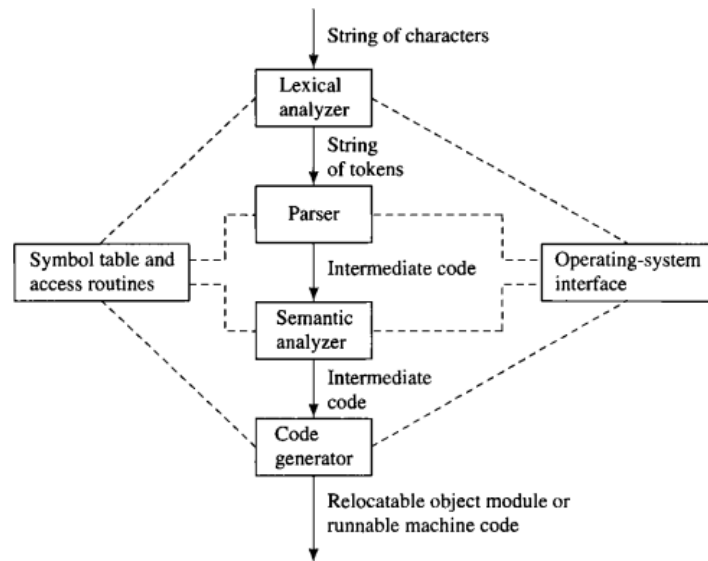 String of characters
Lexical
analyzer
String
of tokens
Parser
Symbol table and
access routines
Intermediate code
Operating-system
interface
Semantic
analyzer
Intermediate
code
Code
generator
Relocatable object module or
runnable machine code